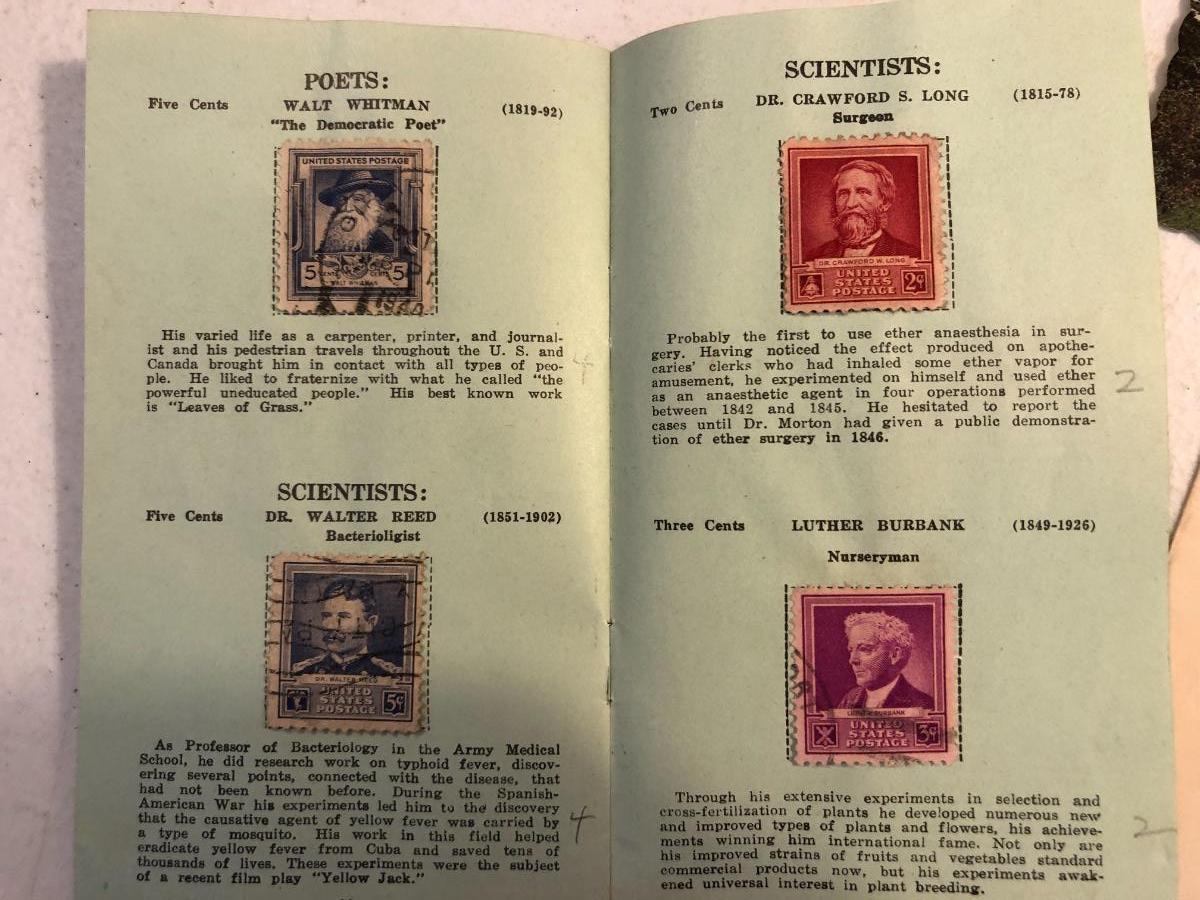 POETS:
Five Cents WALT WHITMAN (1819-92)
"The Democratic Poet"
UNITED STATES POSTAGE
5 CENTS CENTS 5
WALT WHITMAN
1940
His varied life as a carpenter, printer, and journal-
ist and his pedestrian travels throughout the U. S. and
Canada brought him in contact with all types of peo-
ple. He liked to fraternize with what he called "the
powerful uneducated people." His best known work
is "Leaves of Grass."
4
SCIENTISTS:
Five Cents DR. WALTER REED (1851-1902)
Bacterioligist
DR. WALTER REED
UNITED
STATES
POSTAGE
5¢
As Professor of Bacteriology in the Army Medical
School, he did research work on typhoid fever, discov-
ering several points, connected with the disease, that
had not been known before. During the Spanish-
American War his experiments led him to the discovery
that the causative agent of yellow fever was carried by
a type of mosquito. His work in this field helped
eradicate yellow fever from Cuba and saved tens of
thousands of lives. These experiments were the subject
of a recent film play "Yellow Jack."
4
SCIENTISTS:
Two Cents DR. CRAWFORD S. LONG (1815-78)
Surgeon
DR. CRAWFORD W. LONG
UNITED
STATES
POSTAGE
2¢
Probably the first to use ether anaesthesia in sur-
gery. Having noticed the effect produced on apothe-
caries' clerks who had inhaled some ether vapor for
amusement, he experimented on himself and used ether
as an anaesthetic agent in four operations performed
between 1842 and 1845. He hesitated to report the
cases until Dr. Morton had given a public demonstra-
tion of ether surgery in 1846.
2
Three Cents LUTHER BURBANK (1849-1926)
Nurseryman
LUTHER BURBANK
UNITED
STATES
POSTAGE
3¢
Through his extensive experiments in selection and
cross-fertilization of plants he developed numerous new
and improved types of plants and flowers, his achieve-
ments winning him international fame. Not only are
his improved strains of fruits and vegetables standard
commercial products now, but his experiments awak-
ened universal interest in plant breeding.
2